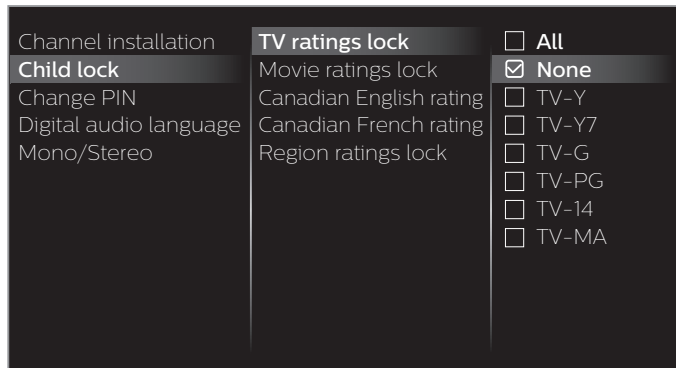 Channel installation
Child lock
Change PIN
Digital audio language
Mono/Stereo
TV ratings lock
Movie ratings lock
Canadian English rating
Canadian French rating
Region ratings lock
All
None
TV-Y
TV-Y7
TV-G
TV-PG
TV-14
TV-MA